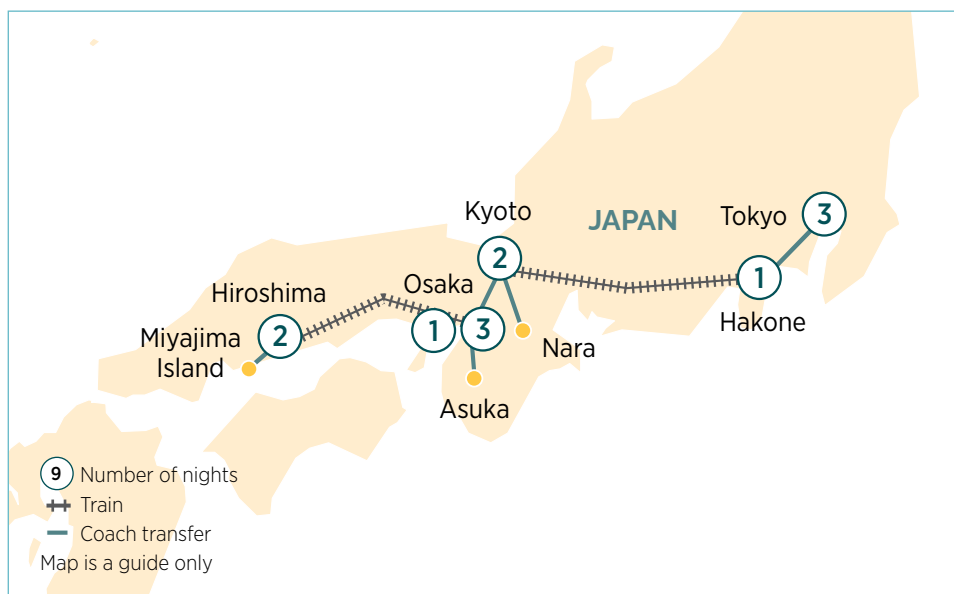 Kyoto
2
JAPAN
Tokyo
3
Osaka
1
3
Hiroshima
2
Miyajima
Island
1
Hakone
Nara
Asuka
9 Number of nights
Train
Coach transfer
Map is a guide only